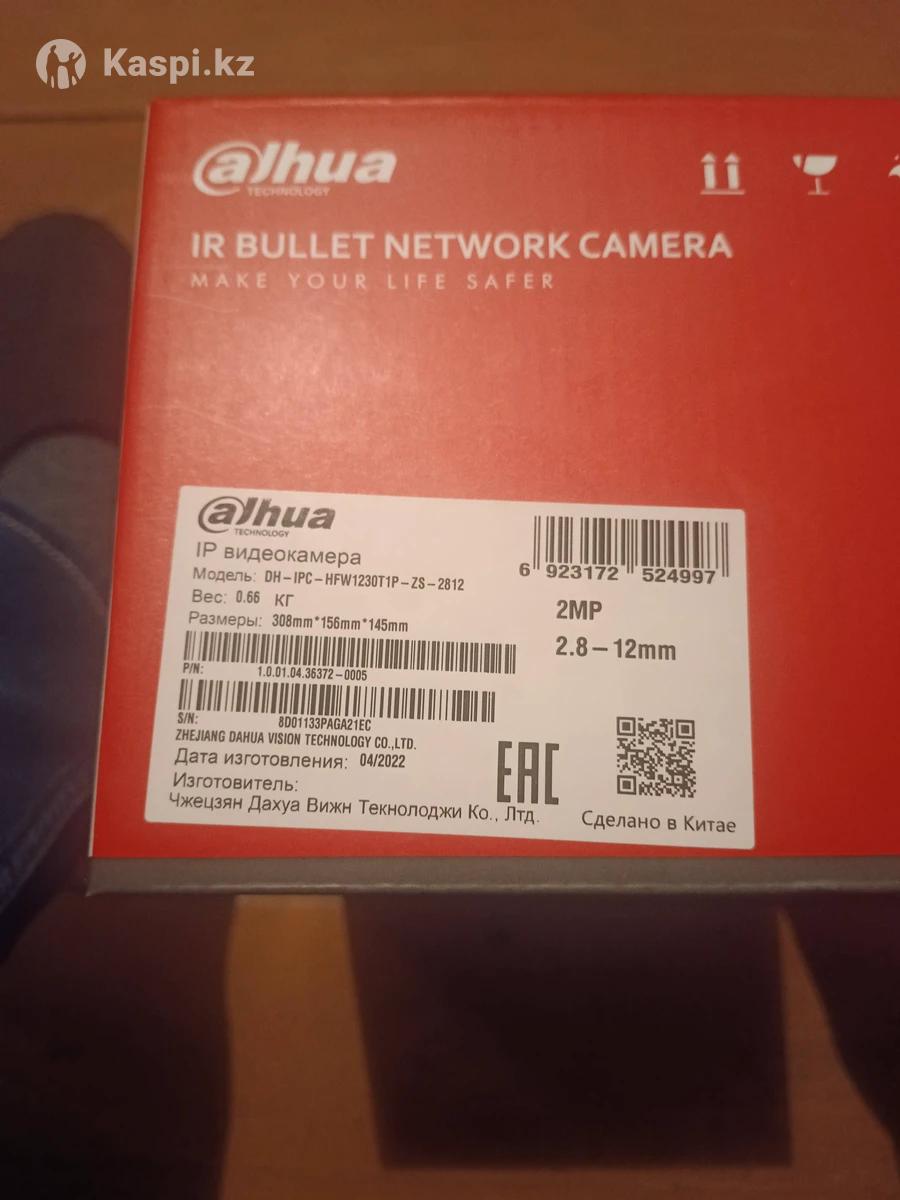 Kaspi.kz
alhua
TECHNOLOGY
IR BULLET NETWORK CAMERA
MAKE YOUR LIFE SAFER
alhua
TECHNOLOGY
IP видеокамера
Модель: DH-IPC-HFW1230T1P-ZS-2812
Вес: 0.66 КГ
Размеры: 308mm*156mm*145mm
P/N: 1.0.01.04.36372-0005
S/N: 8D01133PAGA21EC
ZHEJIANG DAHUA VISION TECHNOLOGY CO.,LTD.
Дата изготовления: 04/2022
Изготовитель:
Чжецзян Дахуа Вижн Текнолоджи Ко., Лтд.
6 923172 524997
2MP
2.8-12mm
EAC
Сделано в Китае